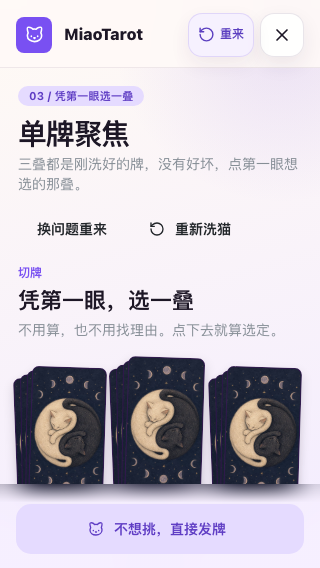 MiaoTarot
重来
03 / 凭第一眼选一叠
单牌聚焦
三叠都是刚洗好的牌，没有好坏，点第一眼想
选的那叠。
换问题重来
重新洗猫
切牌
凭第一眼，选一叠
不用算，也不用找理由。点下去就算选定。
不想挑，直接发牌